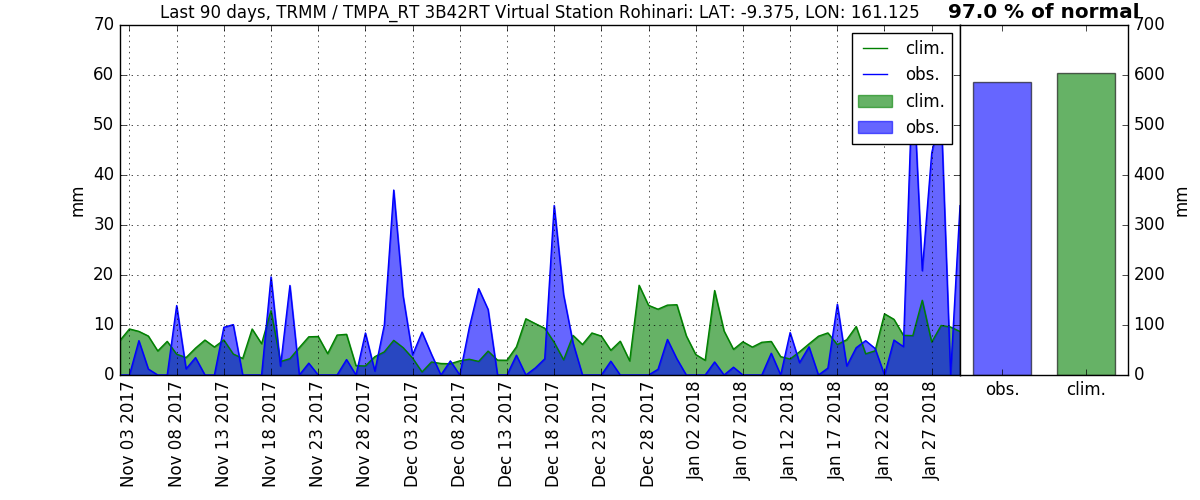 Last 90 days, TRMM / TMPA_RT 3B42RT Virtual Station Rohinari: LAT: -9.375, LON: 161.125
97.0 % of normal
70
60
50
40
30
20
10
0
mm
clim.
obs.
clim.
obs.
700
600
500
400
300
200
100
0
mm
Nov 03 2017
Nov 08 2017
Nov 13 2017
Nov 18 2017
Nov 23 2017
Nov 28 2017
Dec 03 2017
Dec 08 2017
Dec 13 2017
Dec 18 2017
Dec 23 2017
Dec 28 2017
Jan 02 2018
Jan 07 2018
Jan 12 2018
Jan 17 2018
Jan 22 2018
Jan 27 2018
obs.
clim.